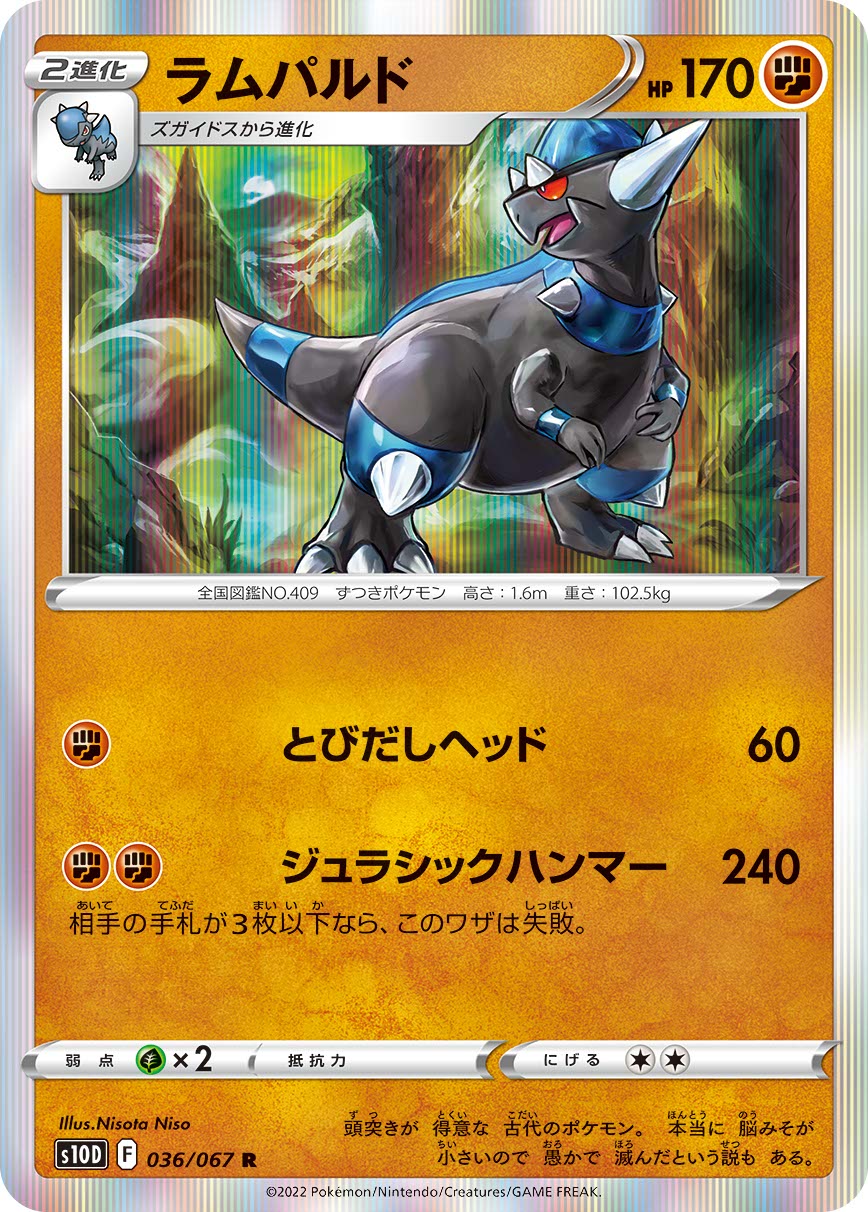 2進化 ラムパルド HP 170
ズガイドスから進化
全国図鑑NO.409 ずつきポケモン 高さ：1.6m 重さ：102.5kg
とびだしヘッド 60
ジュラシックハンマー 240
相手の手札が3枚以下なら、このワザは失敗。
弱点 ×2 抵抗力 にげる
Illus.Nisota Niso
頭突きが 得意な 古代のポケモン。 本当に 脳みそが
小さいので 愚かで 滅んだという説も ある。
s10D F 036/067 R
©2022 Pokémon/Nintendo/Creatures/GAME FREAK.